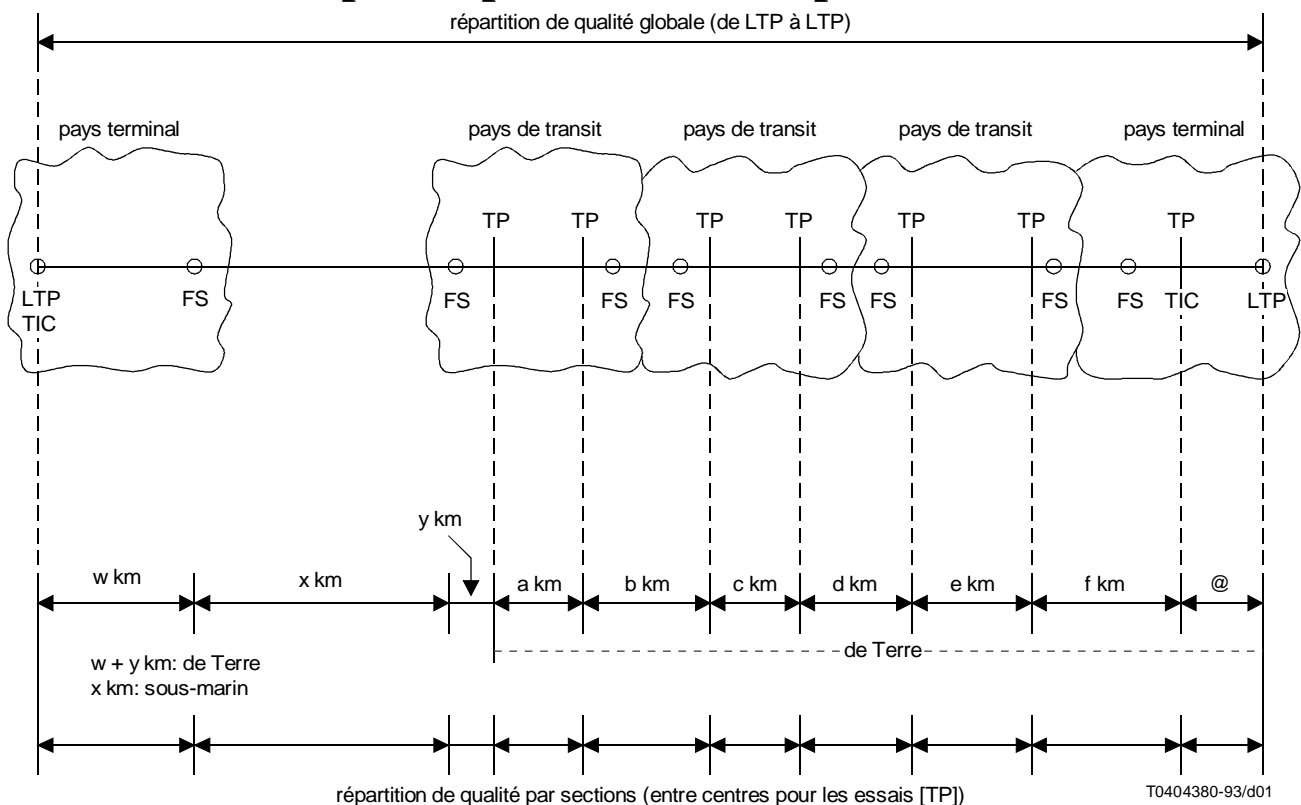 répartition de qualité globale (de LTP à LTP)
pays terminal pays de transit pays de transit pays de transit pays terminal
TP TP TP TP TP TP TP
LTP FS FS FS FS FS FS FS FS TIC LTP
TIC
y km
w km x km a km b km c km d km e km f km @
de Terre
w + y km: de Terre
x km: sous-marin
répartition de qualité par sections (entre centres pour les essais [TP])
T0404380-93/d01